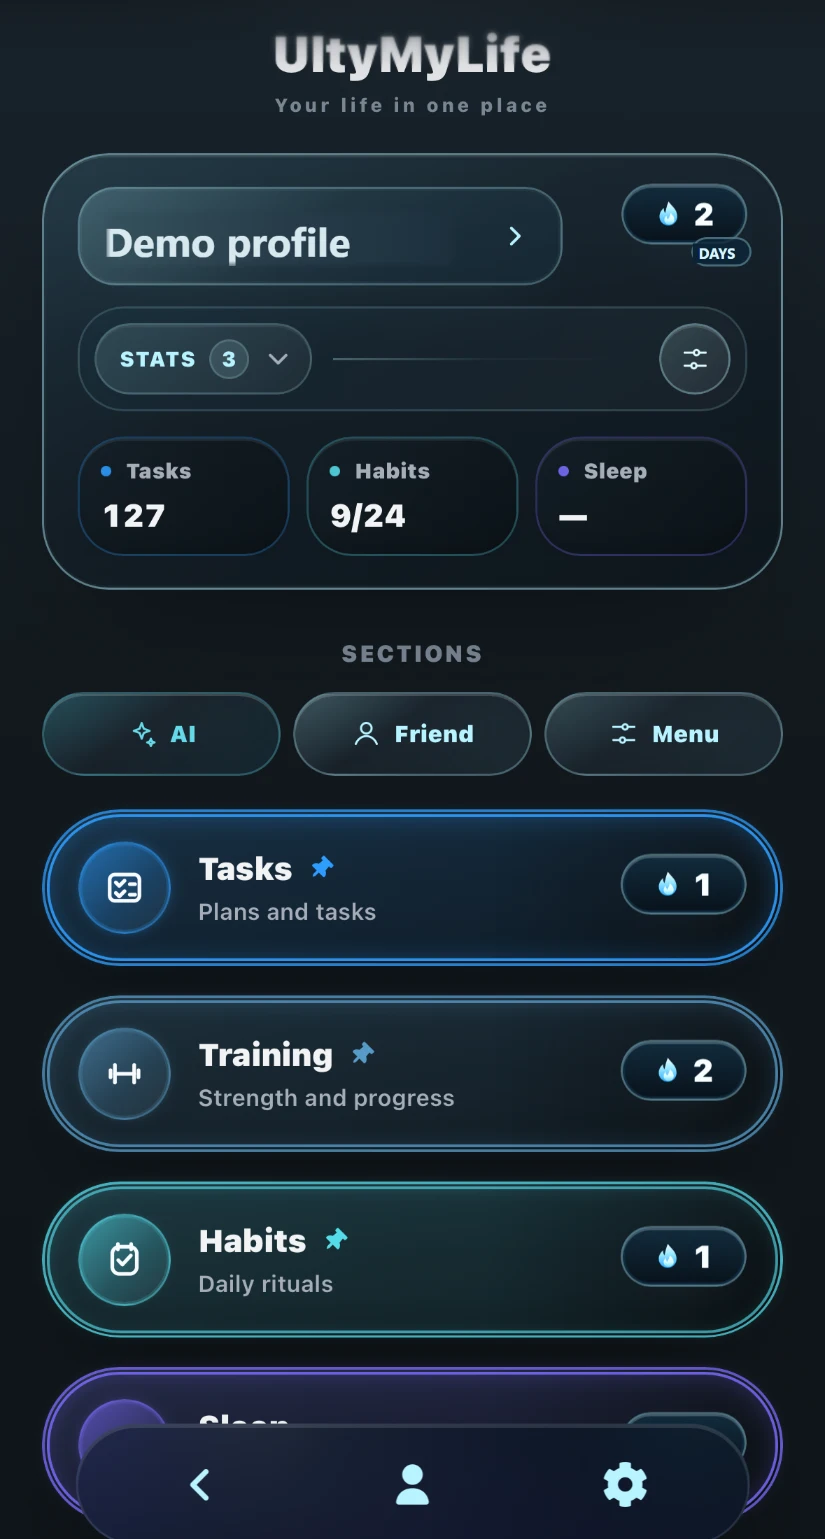 UltyMyLife
Your life in one place
Demo profile
2
DAYS
STATS 3
Tasks
127
Habits
9/24
Sleep
—
SECTIONS
AI
Friend
Menu
Tasks
Plans and tasks
1
Training
Strength and progress
2
Habits
Daily rituals
1
Sleep